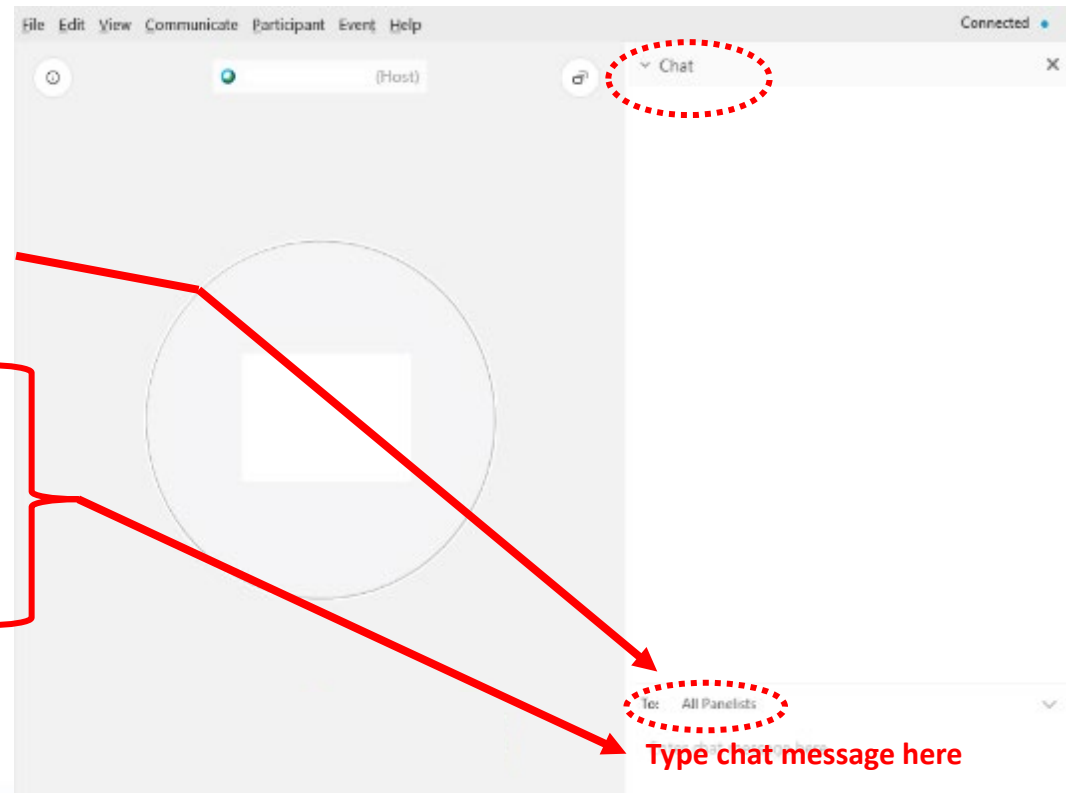 File Edit View Communicate Participant Event Help Connected
(Host)
Chat
To: All Panelists
Type chat message here